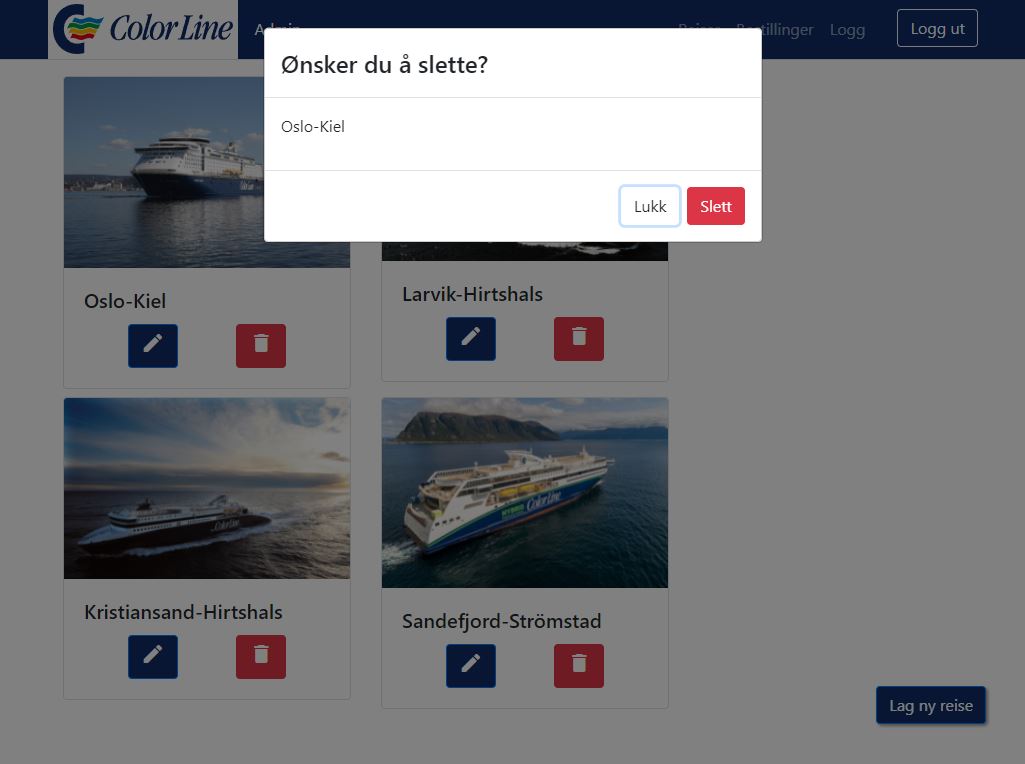 Color Line
Admin Reiser Bestillinger Logg Logg ut
Ønsker du å slette?
Oslo-Kiel
Lukk Slett
Oslo-Kiel
Larvik-Hirtshals
Color Line
HYBRID Color Line
Kristiansand-Hirtshals
Sandefjord-Strömstad
Lag ny reise